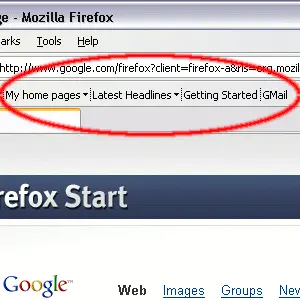 ge - Mozilla Firefox
arks Tools Help
http://www.google.com/firefox?client=firefox-a&rls=org.mozil
My home pages Latest Headlines Getting Started GMail
refox Start
Google Web Images Groups New